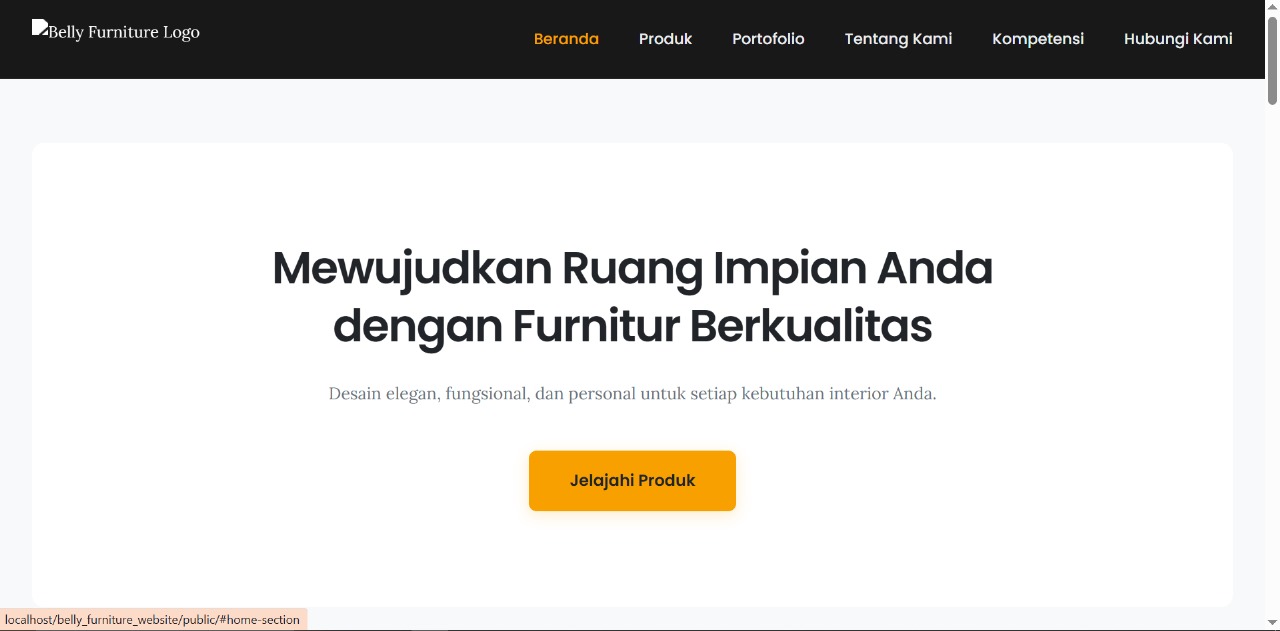 Belly Furniture Logo
Beranda Produk Portofolio Tentang Kami Kompetensi Hubungi Kami
Mewujudkan Ruang Impian Anda
dengan Furnitur Berkualitas
Desain elegan, fungsional, dan personal untuk setiap kebutuhan interior Anda.
Jelajahi Produk
localhost/belly_furniture_website/public/#home-section